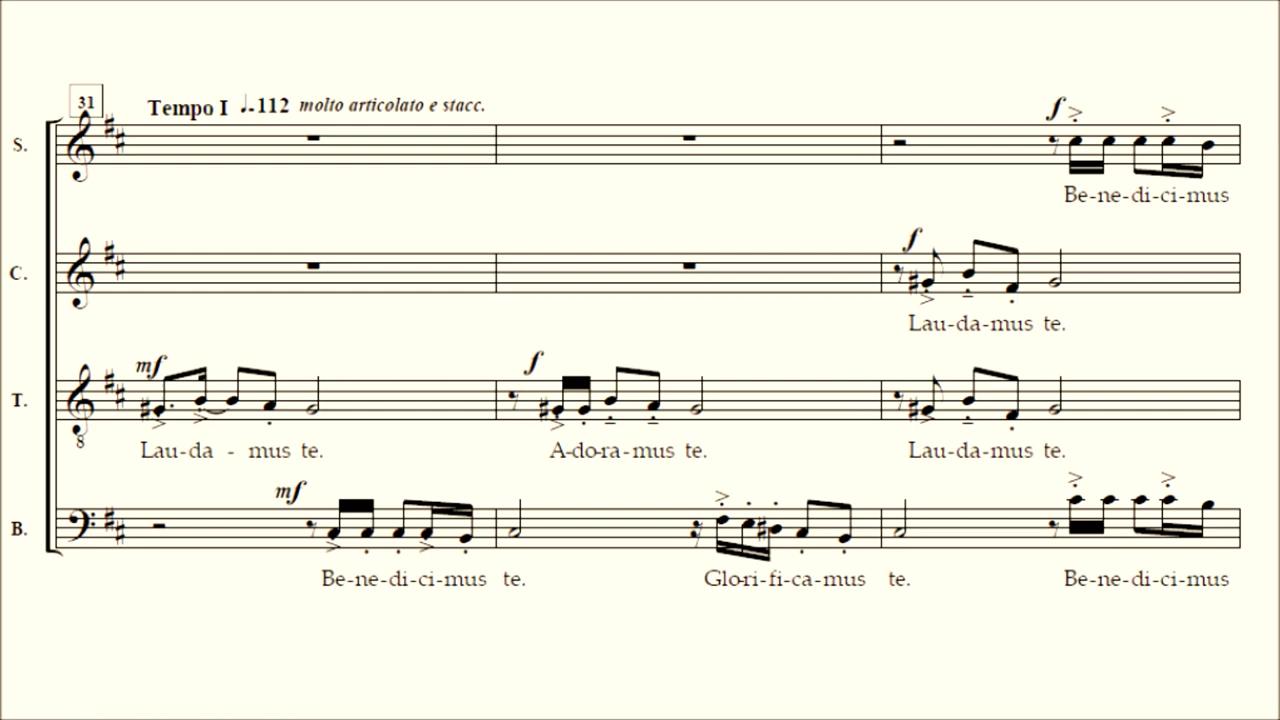 31
Tempo I ♩.112 molto articolato e stacc.
f
S.
Be-ne-di-ci-mus
f
C.
Lau-da-mus te.
mf f
T.
8
Lau-da - mus te. A-do-ra-mus te. Lau-da-mus te.
mf
B.
Be-ne-di-ci-mus te. Glo-ri-fi-ca-mus te. Be-ne-di-ci-mus